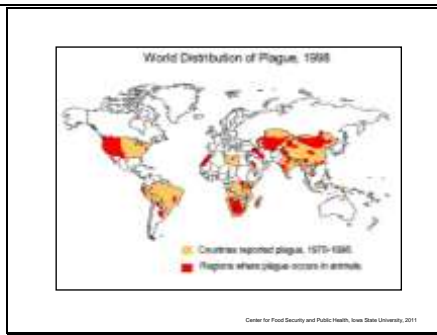 World Distribution of Plague, 1998
Countries reported plague, 1970-1998.
Regions where plague occurs in animals.
Center for Food Security and Public Health, Iowa State University, 2011